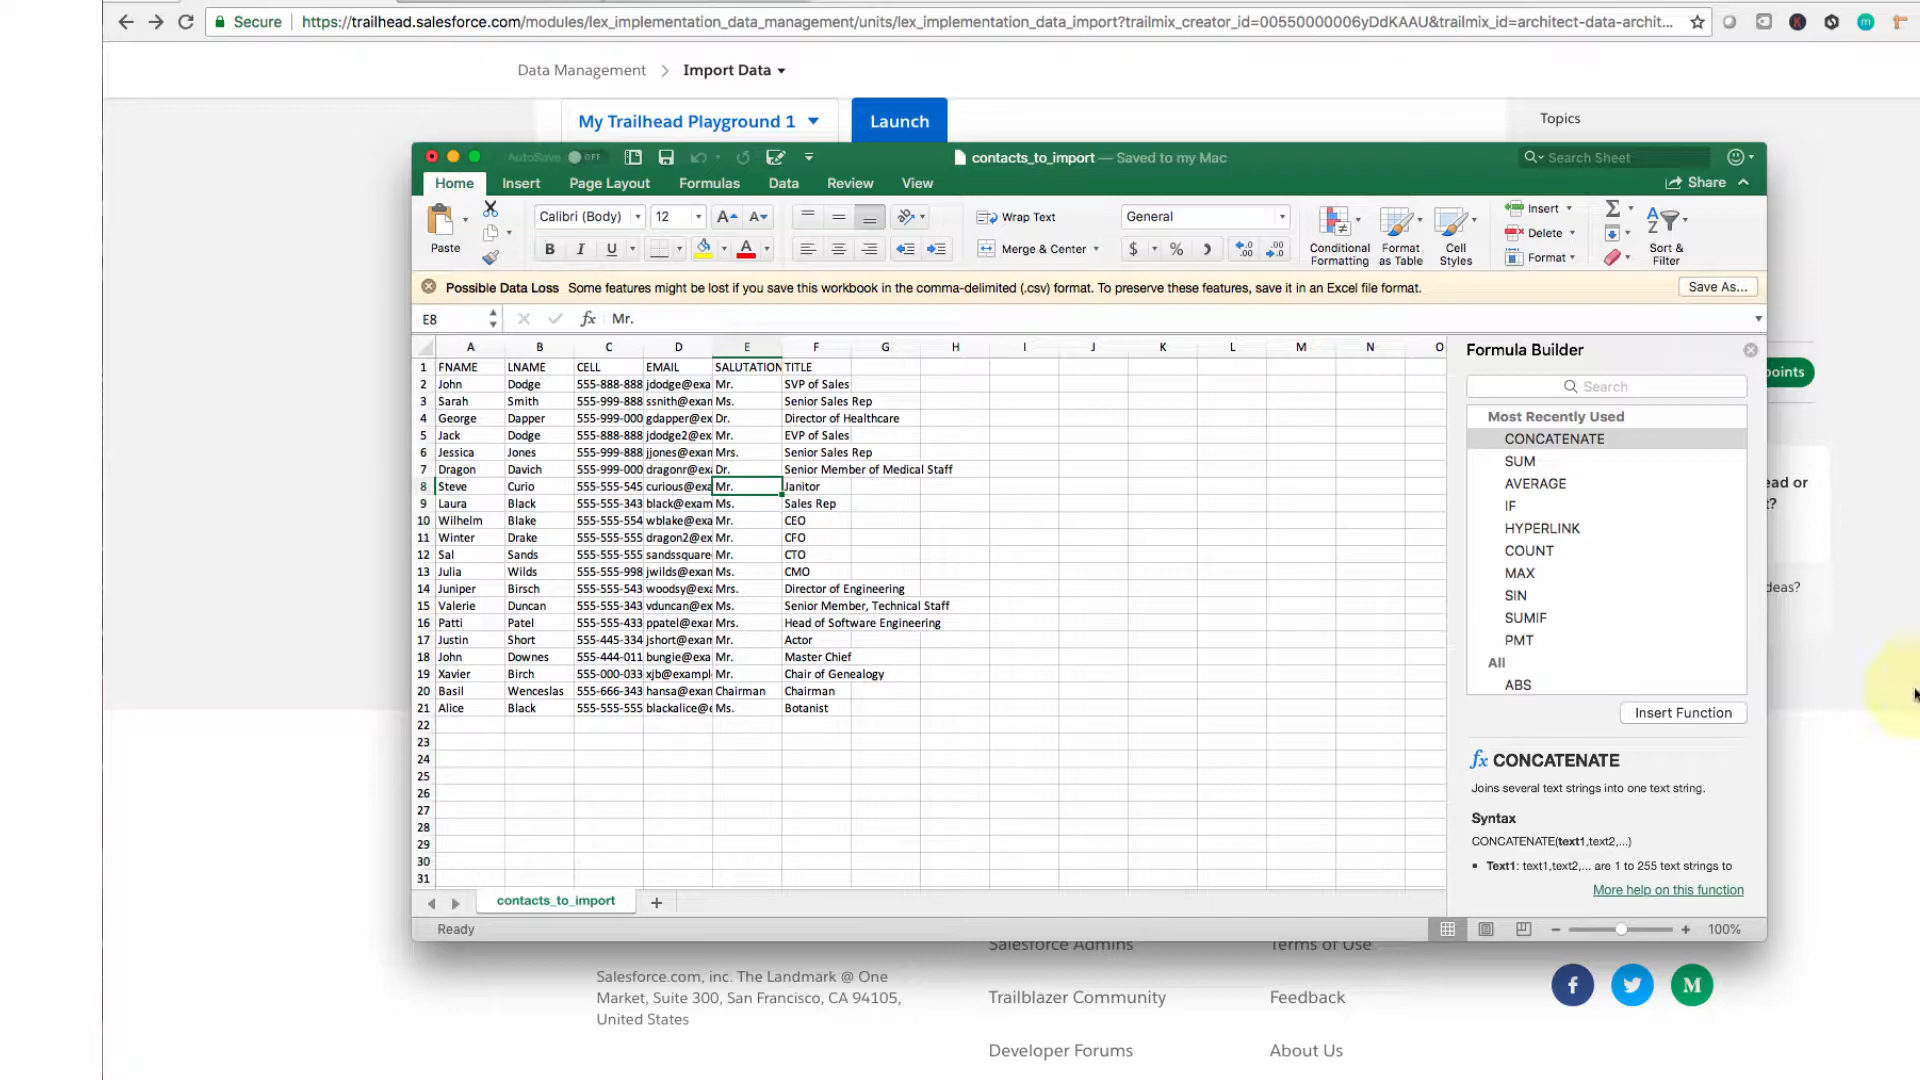 Secure https://trailhead.salesforce.com/modules/lex_implementation_data_management/units/lex_implementation_data_import?trailmix_creator_id=00550000006yDdKAAU&trailmix_id=architect-data-archit...
Data Management > Import Data
My Trailhead Playground 1 Launch
Topics
AutoSave OFF contacts_to_import — Saved to my Mac Search Sheet
Home Insert Page Layout Formulas Data Review View Share
Paste Calibri (Body) 12 A A Wrap Text General Insert
B I U A Merge & Center $ % Conditional Formatting Format as Table Cell Styles Delete Format Sort & Filter
Possible Data Loss Some features might be lost if you save this workbook in the comma-delimited (.csv) format. To preserve these features, save it in an Excel file format. Save As...
E8 fx Mr.
A B C D E F G H I J K L M N O
1 FNAME LNAME CELL EMAIL SALUTATION TITLE
2 John Dodge 555-888-888 jdodge@exa Mr. SVP of Sales
3 Sarah Smith 555-999-888 ssnith@exam Ms. Senior Sales Rep
4 George Dapper 555-999-000 gdapper@ex Dr. Director of Healthcare
5 Jack Dodge 555-888-888 jdodge2@ex Mr. EVP of Sales
6 Jessica Jones 555-999-888 jjones@exam Mrs. Senior Sales Rep
7 Dragon Davich 555-999-000 dragonr@exa Dr. Senior Member of Medical Staff
8 Steve Curio 555-555-545 curious@exa Mr. Janitor
9 Laura Black 555-555-343 black@exam Ms. Sales Rep
10 Wilhelm Blake 555-555-554 wblake@exa Mr. CEO
11 Winter Drake 555-555-555 dragon2@ex Mr. CFO
12 Sal Sands 555-555-555 sandssquare Mr. CTO
13 Julia Wilds 555-555-998 jwilds@exam Ms. CMO
14 Juniper Birsch 555-555-543 woodsy@exa Mrs. Director of Engineering
15 Valerie Duncan 555-555-343 vduncan@ex Ms. Senior Member, Technical Staff
16 Patti Patel 555-555-433 ppatel@exam Mrs. Head of Software Engineering
17 Justin Short 555-445-334 jshort@exam Mr. Actor
18 John Downes 555-444-011 bungie@exa Mr. Master Chief
19 Xavier Birch 555-000-033 xjb@exampl Mr. Chair of Genealogy
20 Basil Wenceslas 555-666-343 hansa@exam Chairman Chairman
21 Alice Black 555-555-555 blackalice@e Ms. Botanist
22
23
24
25
26
27
28
29
30
31
Formula Builder
Search
Most Recently Used
CONCATENATE
SUM
AVERAGE
IF
HYPERLINK
COUNT
MAX
SIN
SUMIF
PMT
All
ABS
Insert Function
fx CONCATENATE
Joins several text strings into one text string.
Syntax
CONCATENATE(text1,text2,...)
Text1: text1,text2,... are 1 to 255 text strings to
More help on this function
points
ead or
?
deas?
contacts_to_import +
Ready 100%
Salesforce Admins Terms of Use
Salesforce.com, inc. The Landmark @ One
Market, Suite 300, San Francisco, CA 94105,
United States
Trailblazer Community Feedback
Developer Forums About Us